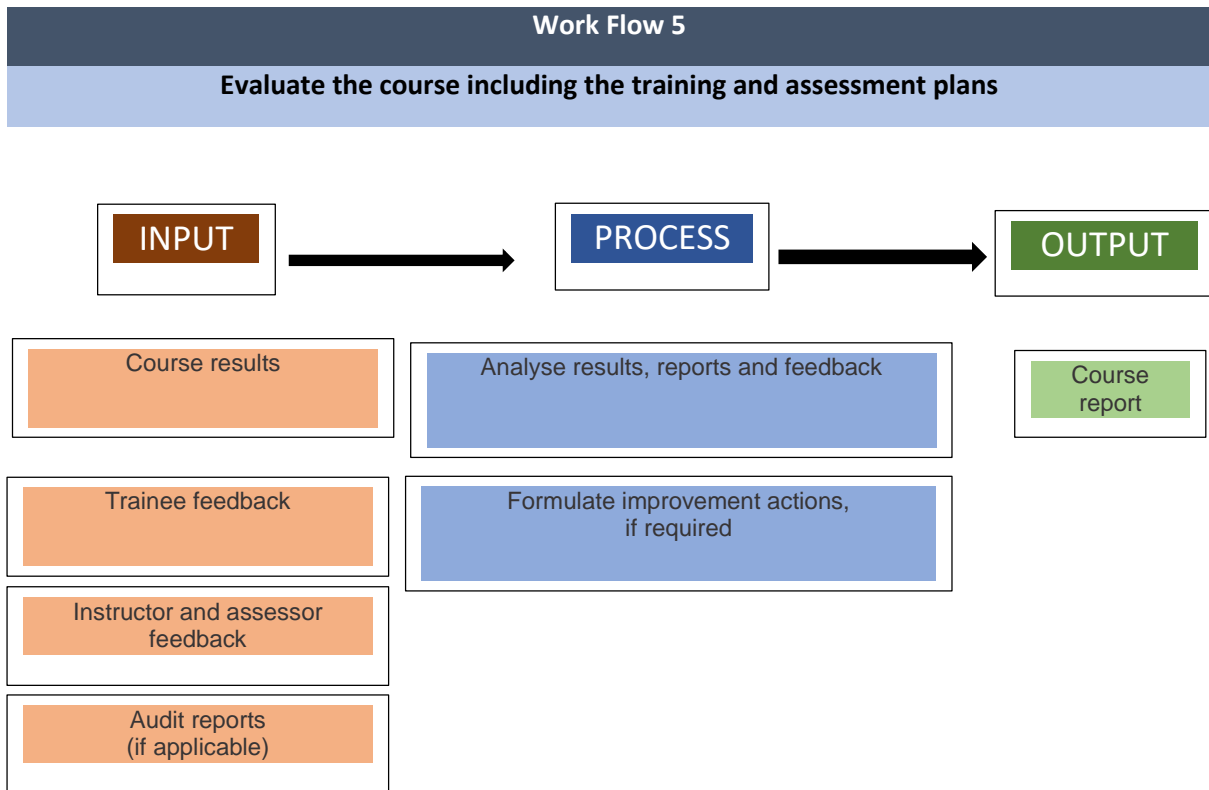 Work Flow 5
Evaluate the course including the training and assessment plans
INPUT
PROCESS
OUTPUT
Course results
Trainee feedback
Instructor and assessor
feedback
Audit reports
(if applicable)
Analyse results, reports and feedback
Formulate improvement actions,
if required
Course
report